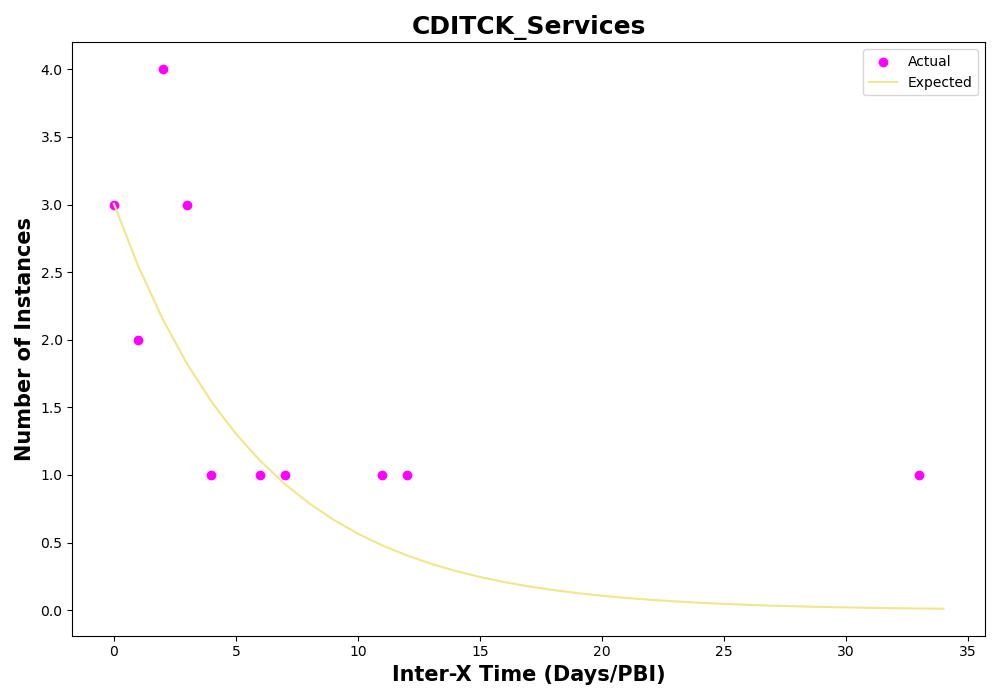 CDITCK_Services
Actual
Expected
4.0
3.5
3.0
2.5
2.0
1.5
1.0
0.5
0.0
Number of Instances
0 5 10 15 20 25 30 35
Inter-X Time (Days/PBI)